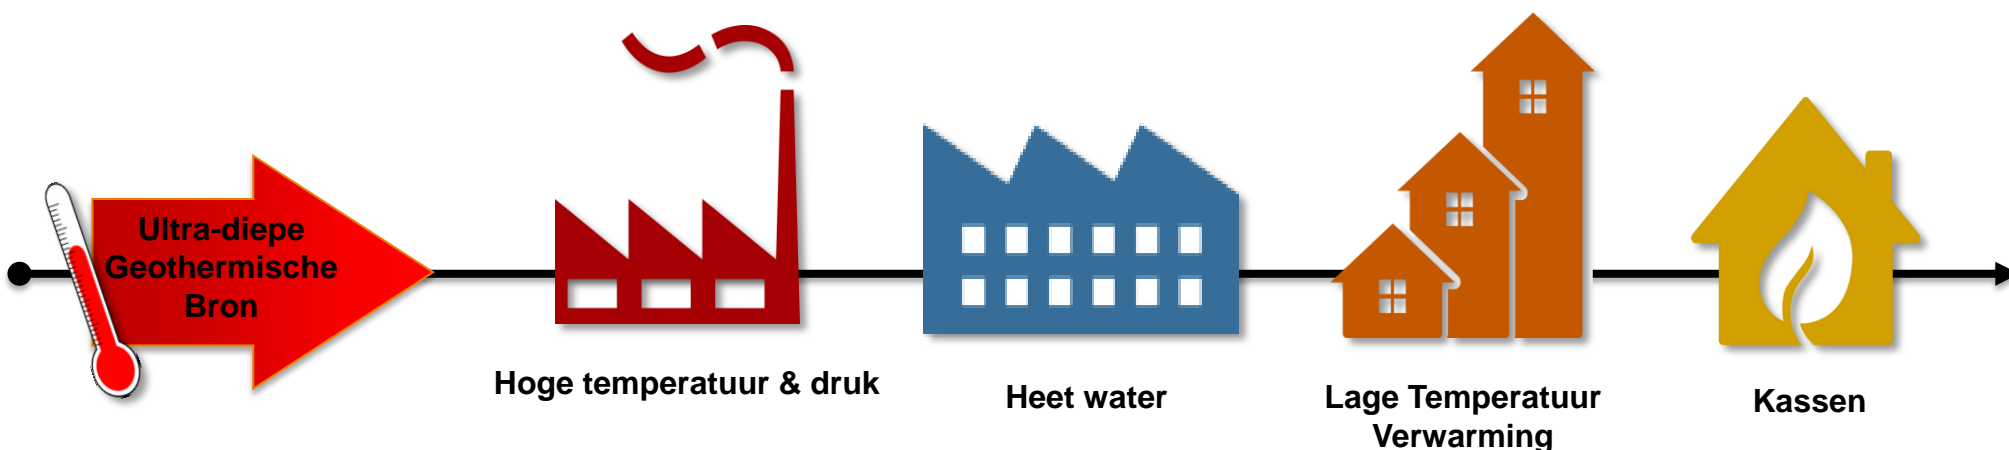 Ultra-diepe
Geothermische
Bron
Hoge temperatuur & druk
Heet water
Lage Temperatuur
Verwarming
Kassen